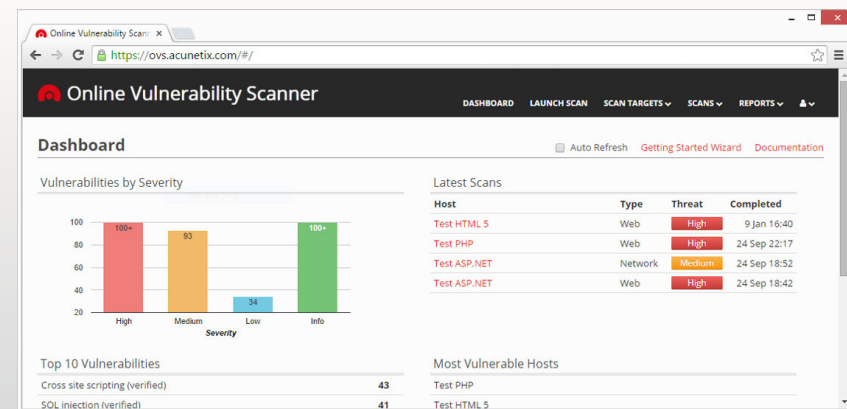 Online Vulnerability Scann
https://ovs.acunetix.com/#/
Online Vulnerability Scanner
DASHBOARD LAUNCH SCAN SCAN TARGETS SCANS REPORTS
Dashboard
Auto Refresh Getting Started Wizard Documentation
Vulnerabilities by Severity
100
80
60
40
20
100+
93
34
100+
High Medium Low Info
Severity
Latest Scans
Host Type Threat Completed
Test HTML 5 Web High 9 Jan 16:40
Test PHP Web High 24 Sep 22:17
Test ASP.NET Network Medium 24 Sep 18:52
Test ASP.NET Web High 24 Sep 18:42
Top 10 Vulnerabilities
Cross site scripting (verified) 43
SQL injection (verified) 41
Most Vulnerable Hosts
Test PHP
Test HTML 5